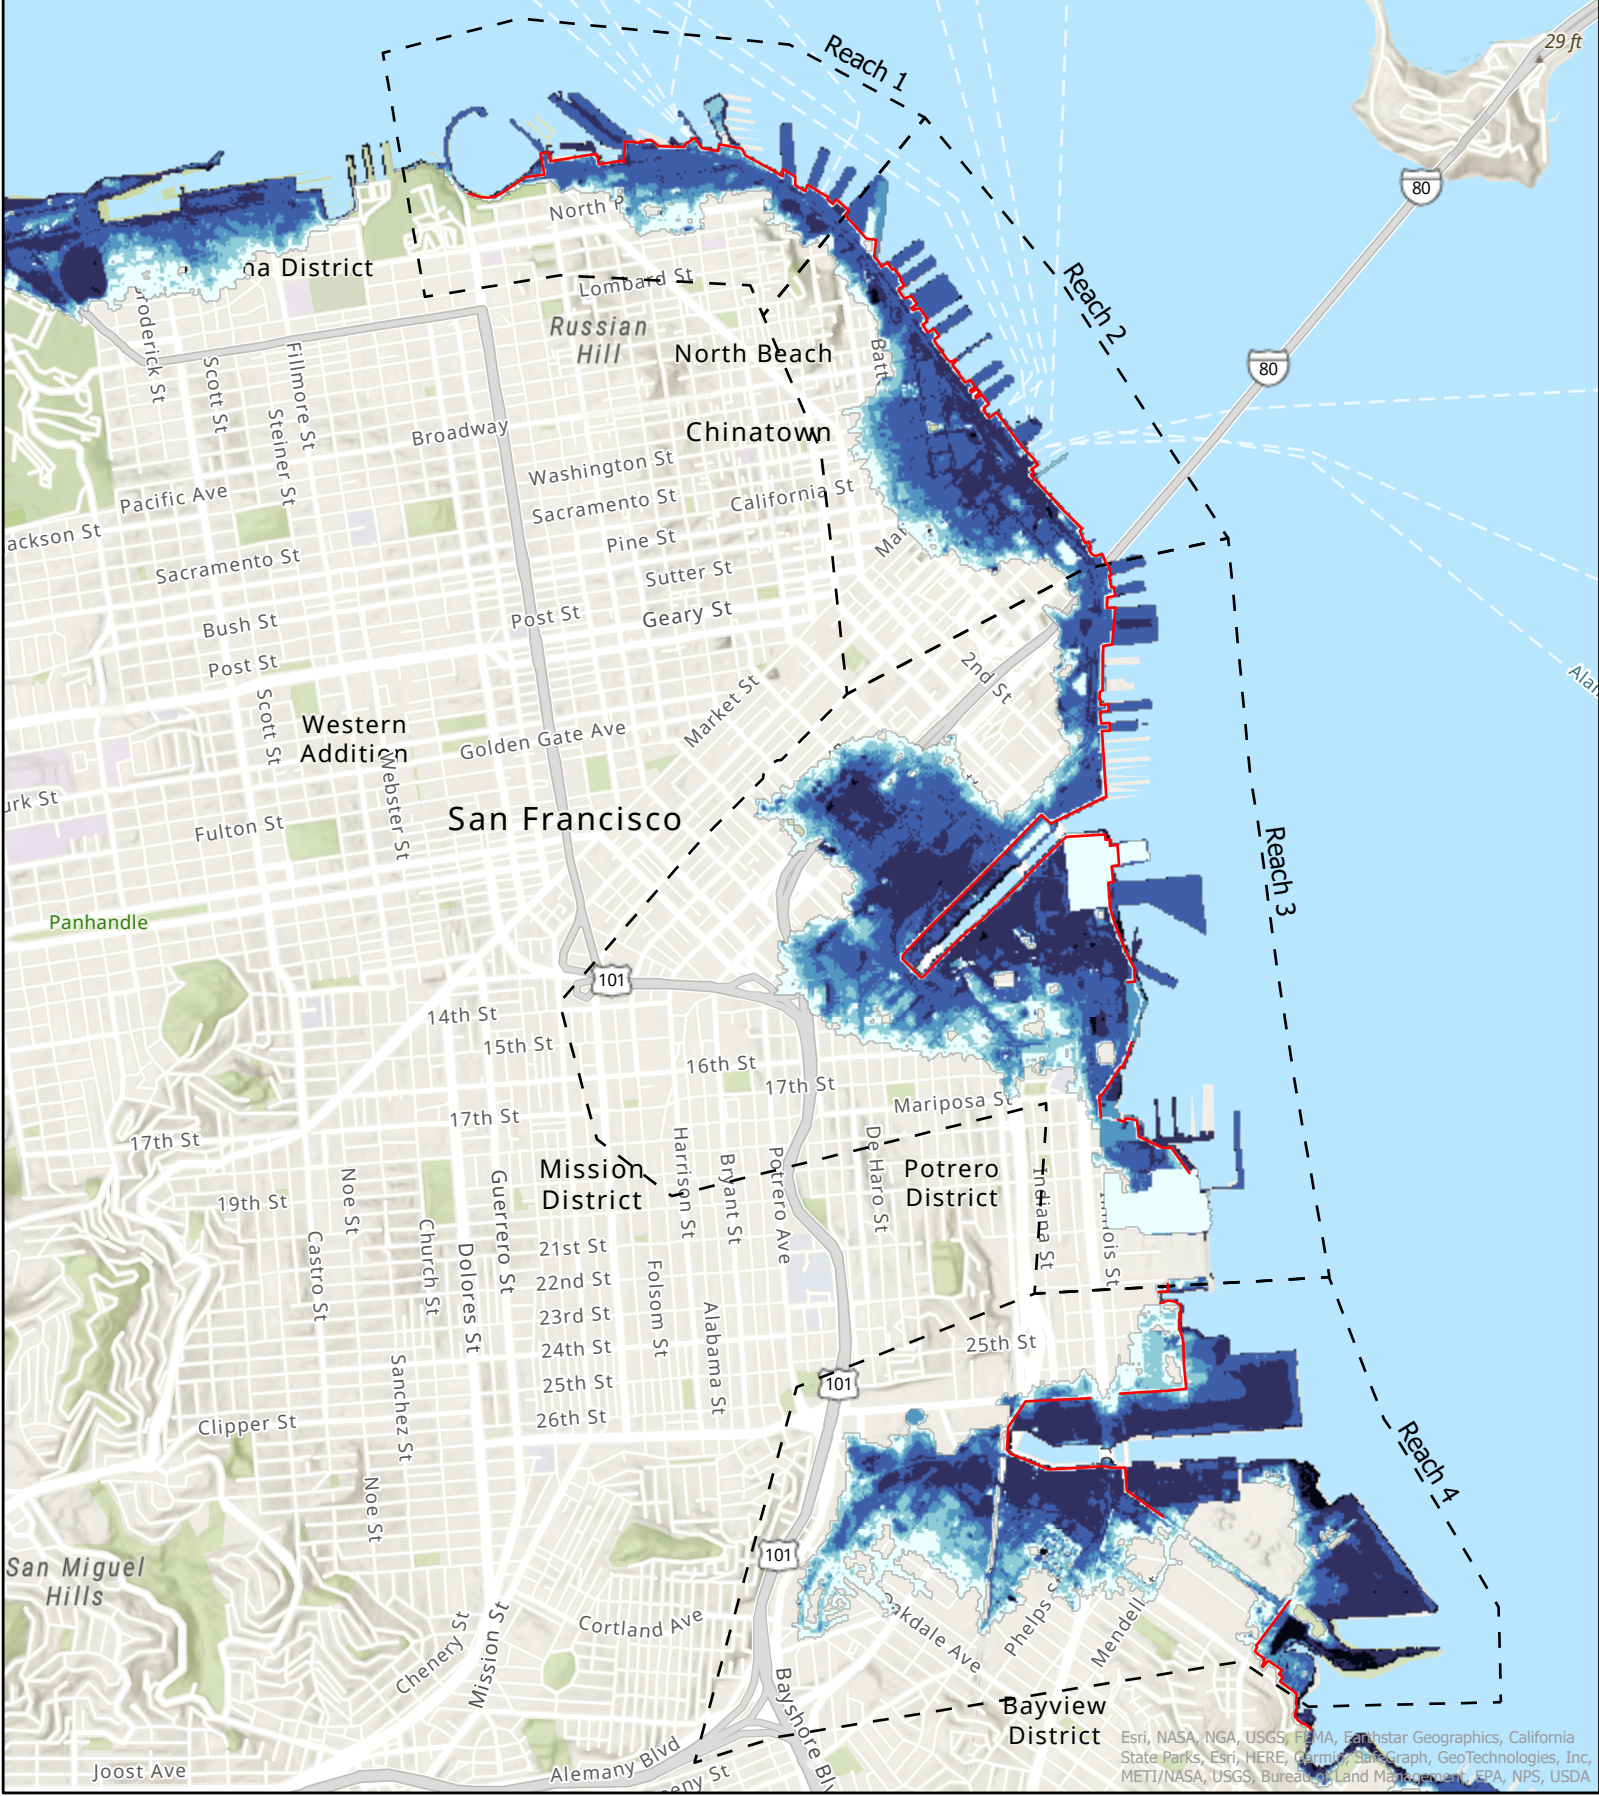 Reach 1
29 ft
80
North P
na District
Lombard St
Reach 2
Russian
Hill
North Beach
roderick St
Scott St
Fillmore St
Steiner St
Batt
80
Broadway
Chinatown
Washington St
Pacific Ave
Sacramento St
California St
ackson St
Pine St
Mar
Sacramento St
Sutter St
Bush St
Post St
Geary St
Post St
2nd St
Alam
Scott St
Western
Addition
Market St
Golden Gate Ave
Webster St
urk St
Fulton St
San Francisco
Reach 3
Panhandle
101
14th St
15th St
16th St
17th St
Mariposa St
17th St
17th St
Mission
District
Harrison St
Bryant St
Potrero Ave
De Haro St
Potrero
District
Indiana St
inois St
Noe St
19th St
Castro St
Church St
Guerrero St
Dolores St
21st St
22nd St
23rd St
24th St
25th St
26th St
Folsom St
Alabama St
25th St
101
Sanchez St
Clipper St
Noe St
Reach 4
101
San Miguel
Hills
Cortland Ave
Oakdale Ave
Phelps S
Mendell
Chenery St
Mission St
Bayshore Blv
Bayview
District
Joost Ave
Alemany Blvd
eny St
Esri, NASA, NGA, USGS, FEMA, Earthstar Geographics, California
State Parks, Esri, HERE, Garmin, SafeGraph, GeoTechnologies, Inc,
METI/NASA, USGS, Bureau of Land Management, EPA, NPS, USDA